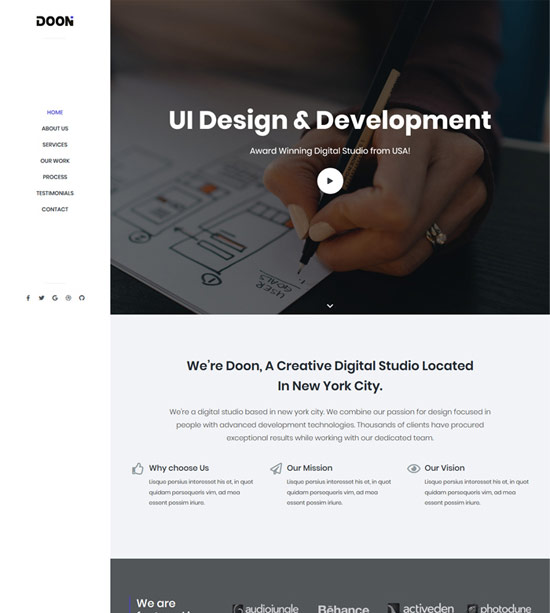 DOON
HOME
ABOUT US
SERVICES
OUR WORK
PROCESS
TESTIMONIALS
CONTACT
UI Design & Development
Award Winning Digital Studio from USA!
USER
GOALS
We're Doon, A Creative Digital Studio Located
In New York City.
We're a digital studio based in new york city. We combine our passion for design focused in
people with advanced development technologies. Thousands of clients have procured
exceptional results while working with our dedicated team.
Why choose Us
Lisque persius interesset his et, in quot
quidam persequeris vim, ad mea
essent possim iriure.
Our Mission
Lisque persius interesset his et, in quot
quidam persequeris vim, ad mea
essent possim iriure.
Our Vision
Lisque persius interesset his et, in quot
quidam persequeris vim, ad mea
essent possim iriure.
We are
audiojungle
Bēhance
activeden
photodune